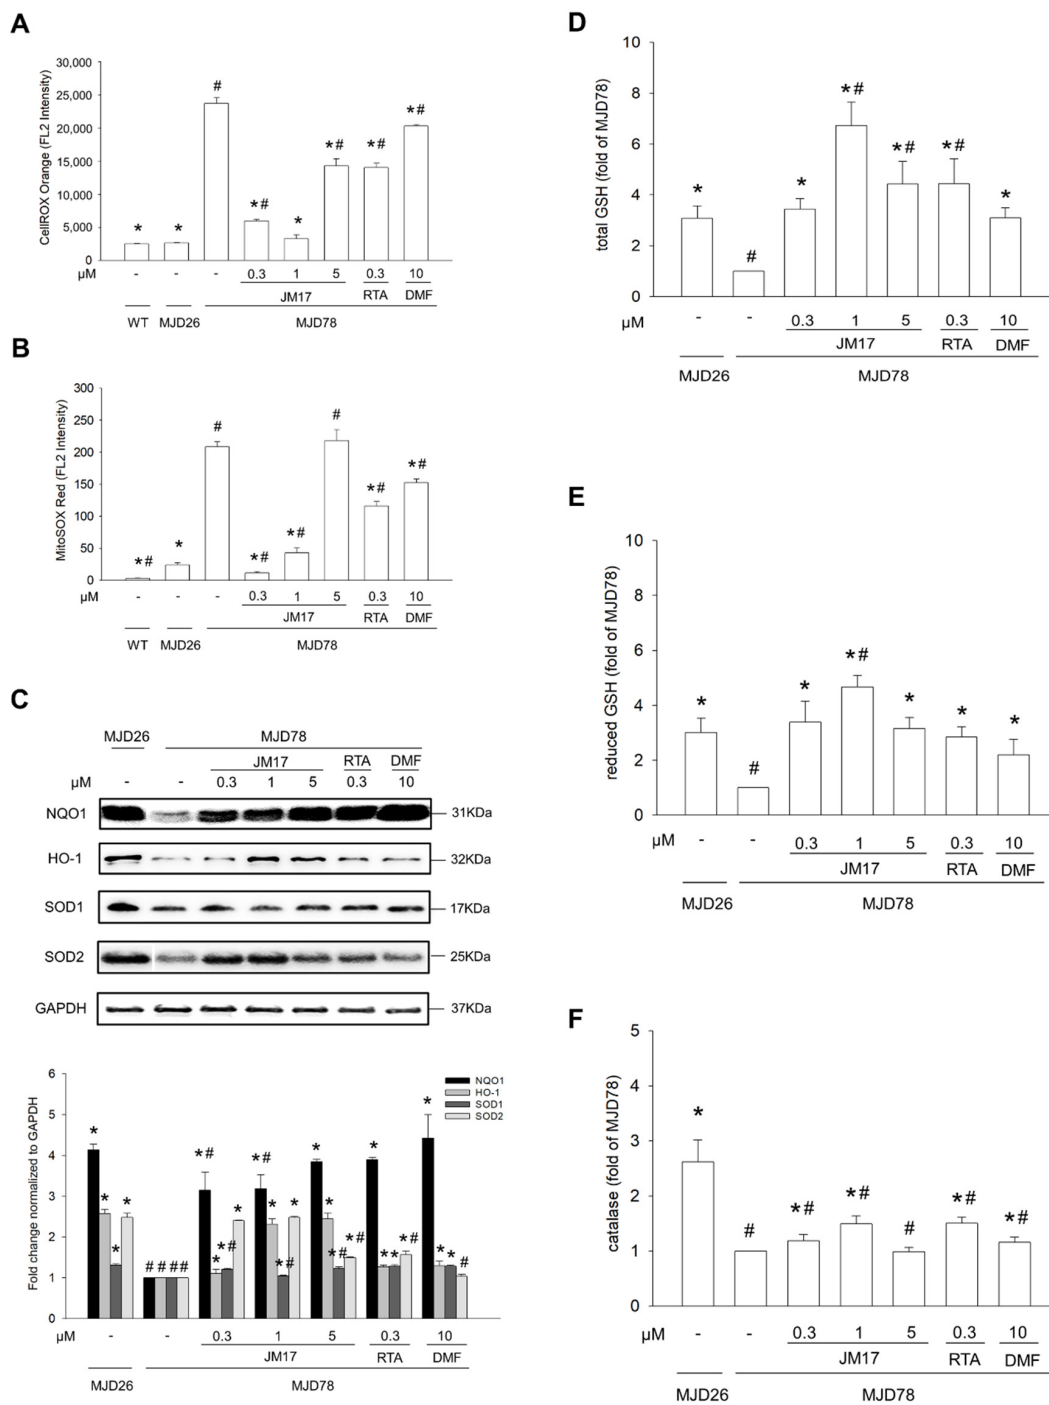 A
CellROX Orange (FL2 Intensity)
30,000
25,000
20,000
15,000
10,000
5,000
0
* * # *# * *# *# *#
µM - - - 0.3 1 5 0.3 10
JM17 RTA DMF
WT MJD26 MJD78
B
MitoSOX Red (FL2 Intensity)
300
250
200
150
100
50
0
*# * # *# *# # *# *#
µM - - - 0.3 1 5 0.3 10
JM17 RTA DMF
WT MJD26 MJD78
C
MJD26 MJD78
JM17 RTA DMF
µM - - 0.3 1 5 0.3 10
NQO1 31KDa
HO-1 32KDa
SOD1 17KDa
SOD2 25KDa
GAPDH 37KDa
Fold change normalized to GAPDH
6
5
4
3
2
1
0
NQO1
HO-1
SOD1
SOD2
* * * *
# # # #
*# * *# *
*# * *# *
* * *# *#
* * * *#
* * * #
µM - - 0.3 1 5 0.3 10
JM17 RTA DMF
MJD26 MJD78
D
total GSH (fold of MJD78)
10
8
6
4
2
0
* # * *# *# *# *
µM - - 0.3 1 5 0.3 10
JM17 RTA DMF
MJD26 MJD78
E
reduced GSH (fold of MJD78)
10
8
6
4
2
0
* # * *# * * *
µM - - 0.3 1 5 0.3 10
JM17 RTA DMF
MJD26 MJD78
F
catalase (fold of MJD78)
5
4
3
2
1
0
* # *# *# # *# *#
µM - - 0.3 1 5 0.3 10
JM17 RTA DMF
MJD26 MJD78